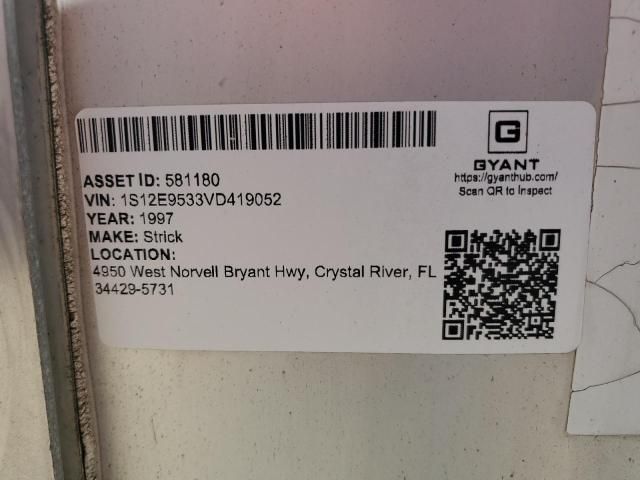 G
GYANT
https://gyanthub.com/
Scan QR to Inspect
ASSET ID: 581180
VIN: 1S12E9533VD419052
YEAR: 1997
MAKE: Strick
LOCATION:
4950 West Norvell Bryant Hwy, Crystal River, FL
34429-5731